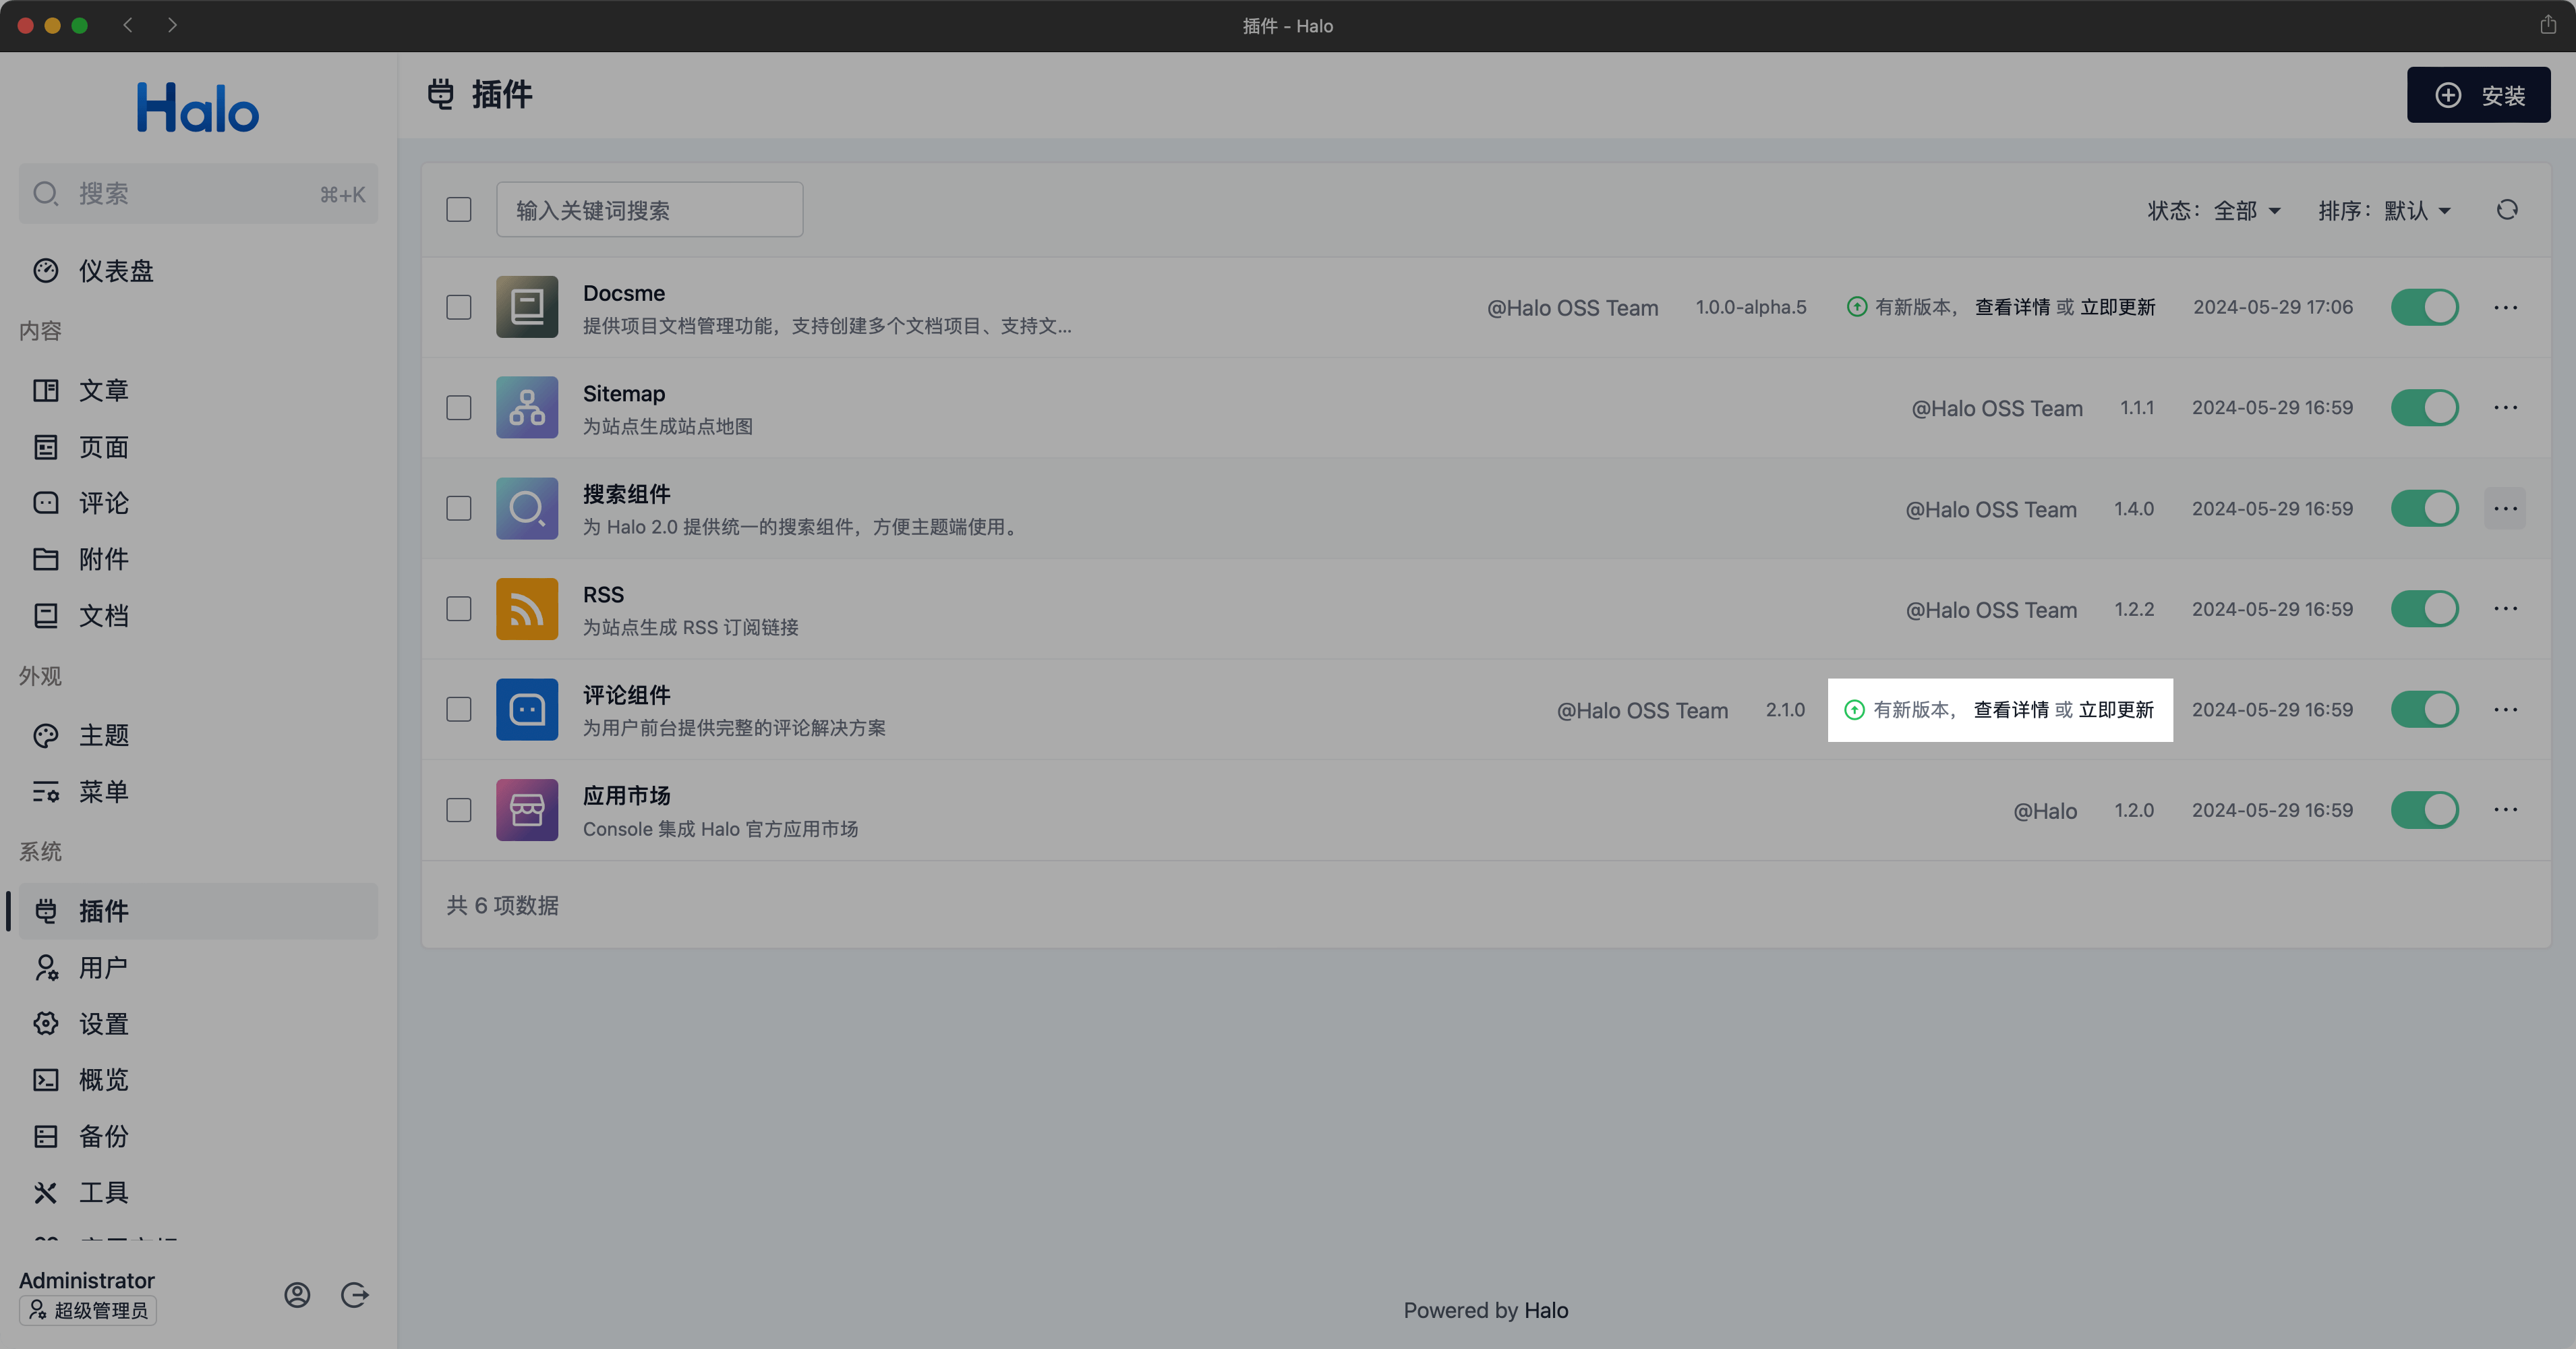 插件 - Halo
Halo
搜索 ⌘+K
仪表盘
内容
文章
页面
评论
附件
文档
外观
主题
菜单
系统
插件
用户
设置
概览
备份
工具
Administrator
超级管理员
插件
安装
输入关键词搜索 状态：全部 排序：默认
Docsme
提供项目文档管理功能，支持创建多个文档项目、支持文...
@Halo OSS Team 1.0.0-alpha.5 有新版本， 查看详情 或 立即更新 2024-05-29 17:06
Sitemap
为站点生成站点地图
@Halo OSS Team 1.1.1 2024-05-29 16:59
搜索组件
为 Halo 2.0 提供统一的搜索组件，方便主题端使用。
@Halo OSS Team 1.4.0 2024-05-29 16:59
RSS
为站点生成 RSS 订阅链接
@Halo OSS Team 1.2.2 2024-05-29 16:59
评论组件
为用户前台提供完整的评论解决方案
@Halo OSS Team 2.1.0 有新版本， 查看详情 或 立即更新 2024-05-29 16:59
应用市场
Console 集成 Halo 官方应用市场
@Halo 1.2.0 2024-05-29 16:59
共 6 项数据
Powered by Halo